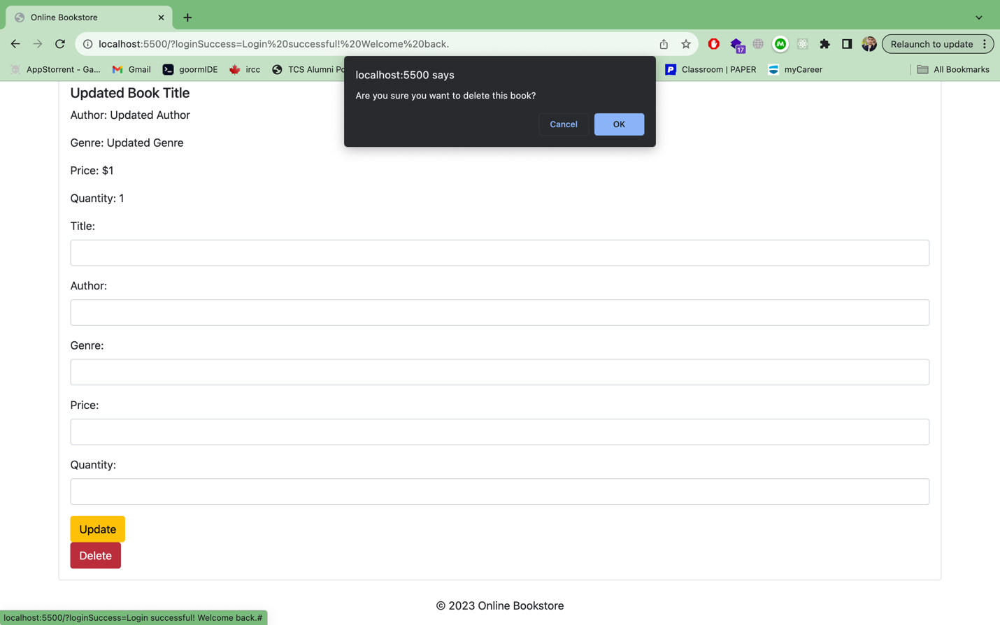 Online Bookstore
localhost:5500/?loginSuccess=Login%20successful!%20Welcome%20back.
17
Relaunch to update
AppStorrent - Ga...
Gmail
goormIDE
ircc
TCS Alumni Po
P
Classroom | PAPER
myCareer
All Bookmarks
localhost:5500 says
Are you sure you want to delete this book?
Cancel
OK
Updated Book Title
Author: Updated Author
Genre: Updated Genre
Price: $1
Quantity: 1
Title:
Author:
Genre:
Price:
Quantity:
Update
Delete
© 2023 Online Bookstore
localhost:5500/?loginSuccess=Login successful! Welcome back.#